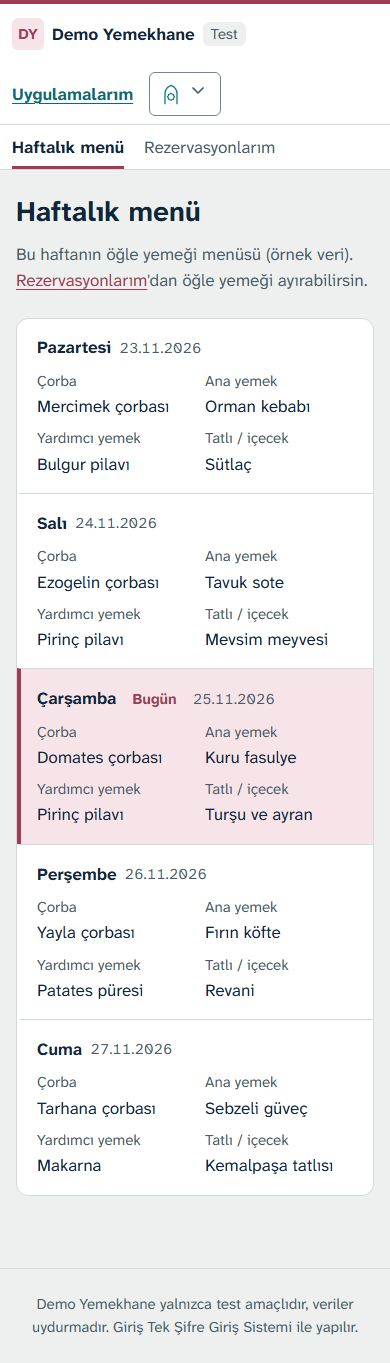 DY Demo Yemekhane Test
Uygulamalarım
Haftalık menü Rezervasyonlarım
Haftalık menü
Bu haftanın öğle yemeği menüsü (örnek veri).
Rezervasyonlarım'dan öğle yemeği ayırabilirsin.
Pazartesi 23.11.2026
Çorba Ana yemek
Mercimek çorbası Orman kebabı
Yardımcı yemek Tatlı / içecek
Bulgur pilavı Sütlaç
Salı 24.11.2026
Çorba Ana yemek
Ezogelin çorbası Tavuk sote
Yardımcı yemek Tatlı / içecek
Pirinç pilavı Mevsim meyvesi
Çarşamba Bugün 25.11.2026
Çorba Ana yemek
Domates çorbası Kuru fasulye
Yardımcı yemek Tatlı / içecek
Pirinç pilavı Turşu ve ayran
Perşembe 26.11.2026
Çorba Ana yemek
Yayla çorbası Fırın köfte
Yardımcı yemek Tatlı / içecek
Patates püresi Revani
Cuma 27.11.2026
Çorba Ana yemek
Tarhana çorbası Sebzeli güveç
Yardımcı yemek Tatlı / içecek
Makarna Kemalpaşa tatlısı
Demo Yemekhane yalnızca test amaçlıdır, veriler
uydurmadır. Giriş Tek Şifre Giriş Sistemi ile yapılır.